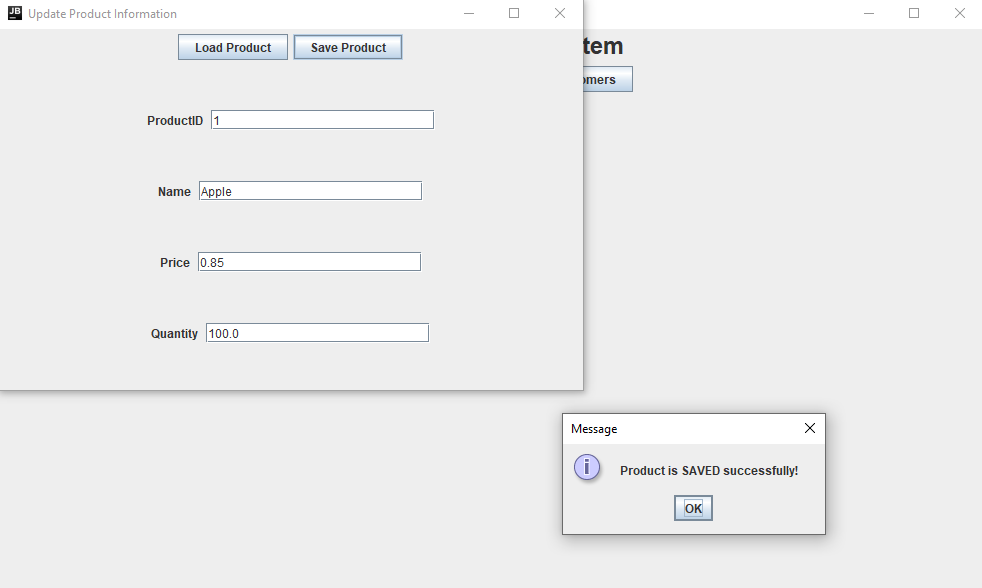 JB Update Product Information
tem
Load Product Save Product
omers
ProductID 1
Name Apple
Price 0.85
Quantity 100.0
Message
Product is SAVED successfully!
OK